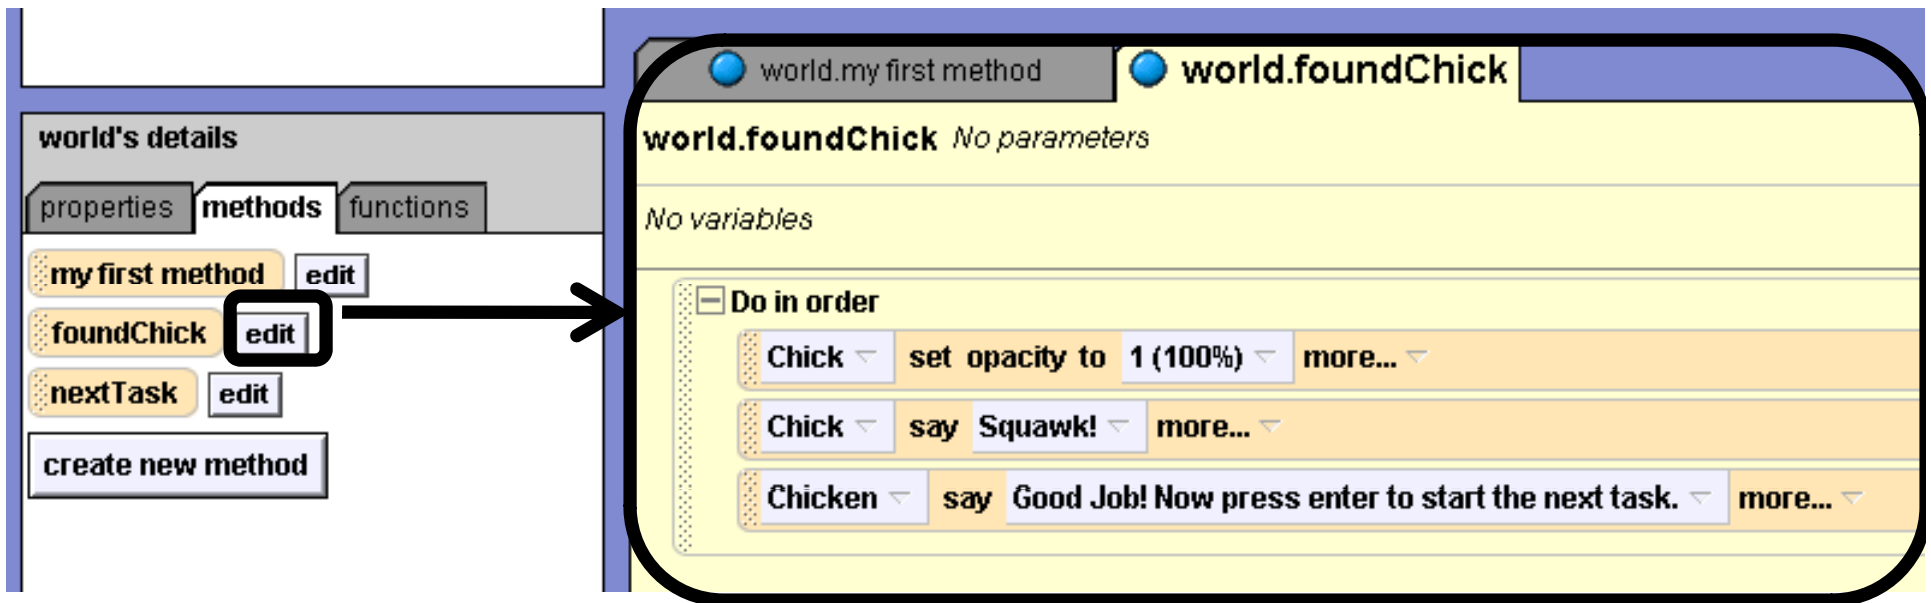 world's details
properties methods functions
my first method edit
foundChick edit
nextTask edit
create new method
world.my first method world.foundChick
world.foundChick No parameters
No variables
Do in order
Chick set opacity to 1 (100%) more...
Chick say Squawk! more...
Chicken say Good Job! Now press enter to start the next task. more...